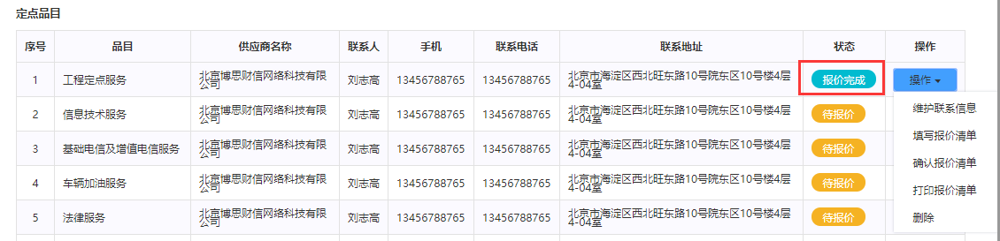 定点品目
序号 品目 供应商名称 联系人 手机 联系电话 联系地址 状态 操作
1 工程定点服务 北京博思财信网络科技有限公司 刘志高 13456788765 13456788765 北京市海淀区西北旺东路10号院东区10号楼4层4-04室 报价完成 操作
2 信息技术服务 北京博思财信网络科技有限公司 刘志高 13456788765 13456788765 北京市海淀区西北旺东路10号院东区10号楼4层4-04室 待报价
3 基础电信及增值电信服务 北京博思财信网络科技有限公司 刘志高 13456788765 13456788765 北京市海淀区西北旺东路10号院东区10号楼4层4-04室 待报价
4 车辆加油服务 北京博思财信网络科技有限公司 刘志高 13456788765 13456788765 北京市海淀区西北旺东路10号院东区10号楼4层4-04室 待报价
5 法律服务 北京博思财信网络科技有限公司 刘志高 13456788765 13456788765 北京市海淀区西北旺东路10号院东区10号楼4层4-04室 待报价
维护联系信息
填写报价清单
确认报价清单
打印报价清单
删除